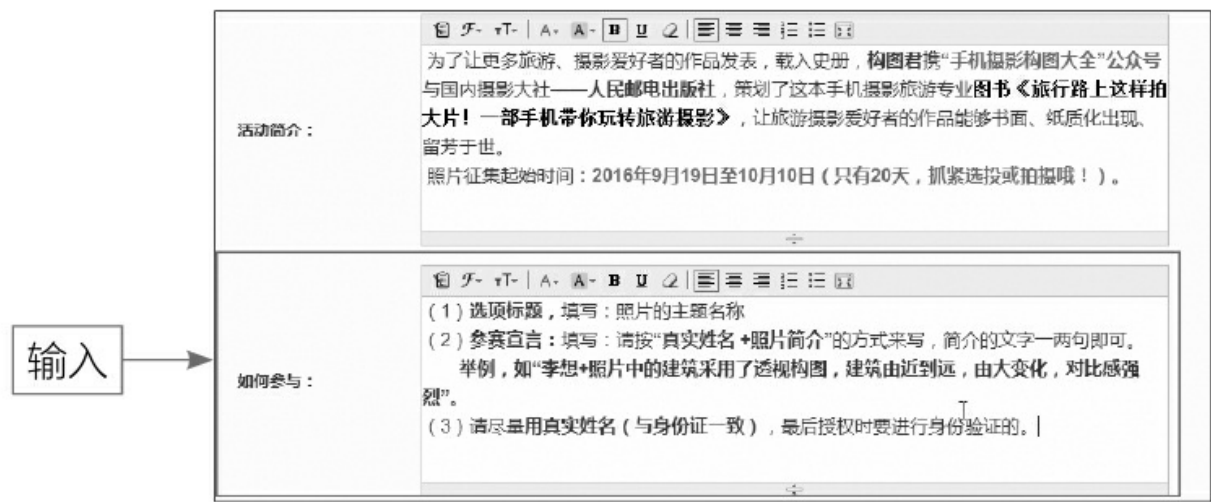 活动简介：
为了让更多旅游、摄影爱好者的作品发表，载入史册，构图君携“手机摄影构图大全”公众号
与国内摄影大社——人民邮电出版社，策划了这本手机摄影旅游专业图书《旅行路上这样拍
大片！一部手机带你玩转旅游摄影》，让旅游摄影爱好者的作品能够书面、纸质化出现、
留芳于世。
照片征集起始时间：2016年9月19日至10月10日（只有20天，抓紧选投或拍摄哦！）。
输入
如何参与：
（1）选项标题，填写：照片的主题名称
（2）参赛宣言：填写：请按“真实姓名+照片简介”的方式来写，简介的文字一两句即可。
举例，如“李想+照片中的建筑采用了透视构图，建筑由近到远，由大变化，对比感强
烈”。
（3）请尽量用真实姓名（与身份证一致），最后授权时要进行身份验证的。